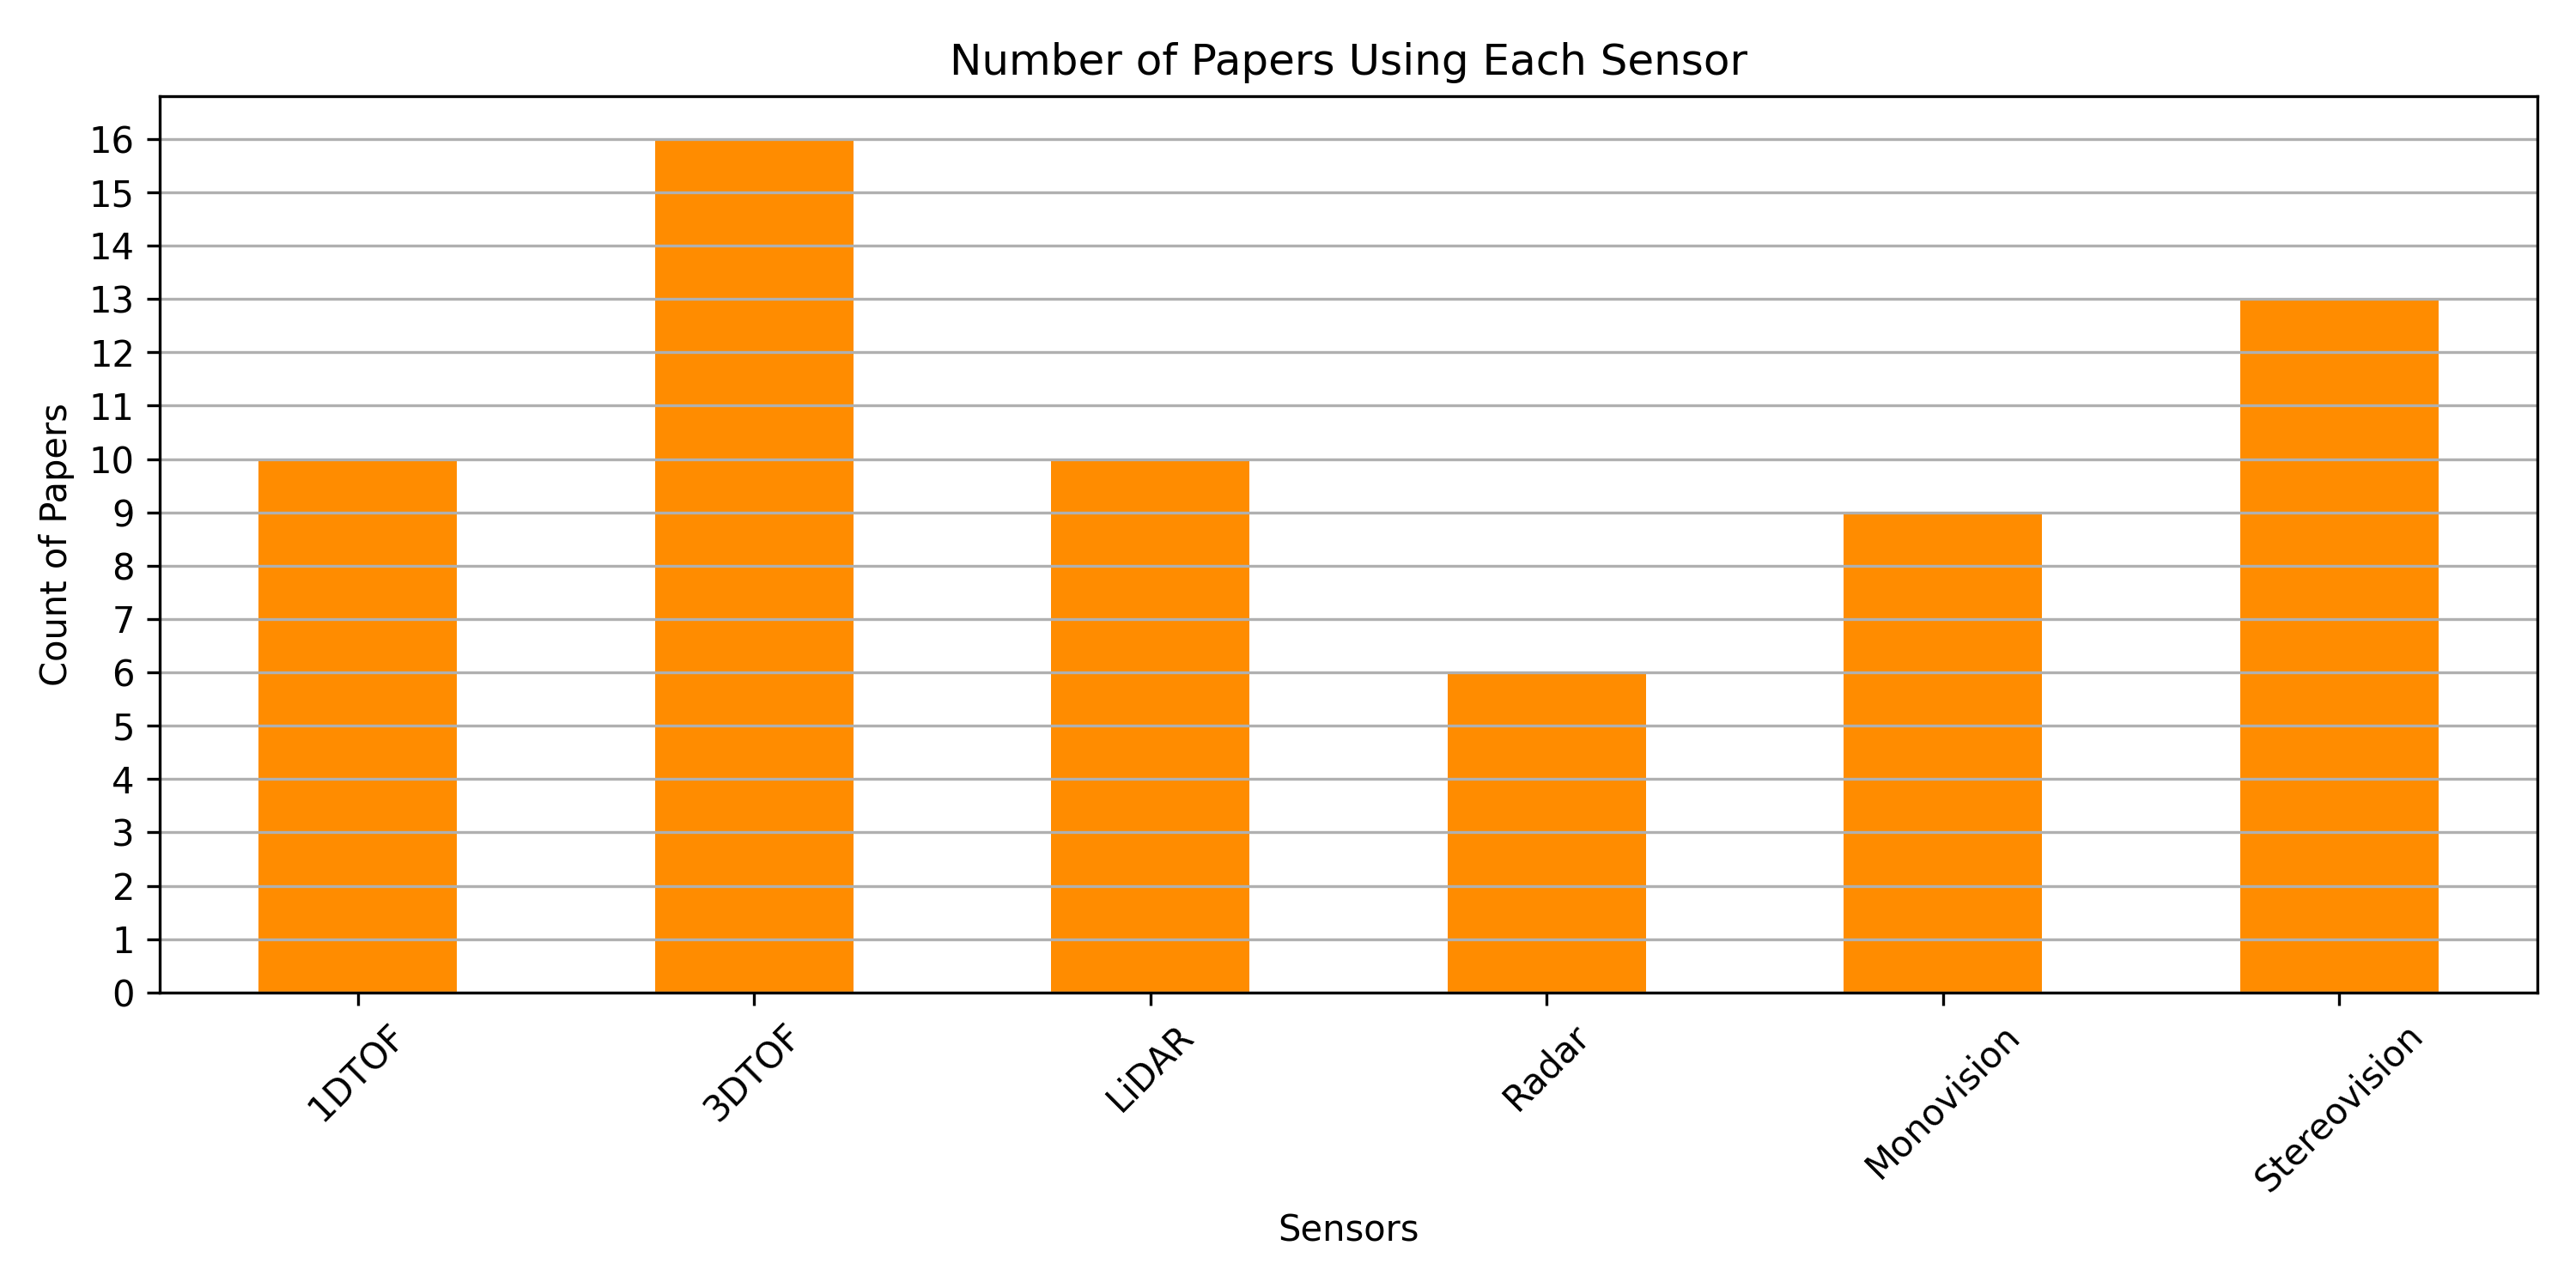 Number of Papers Using Each Sensor
Count of Papers
16
15
14
13
12
11
10
9
8
7
6
5
4
3
2
1
0
1DTOF
3DTOF
LiDAR
Radar
Monovision
Stereovision
Sensors